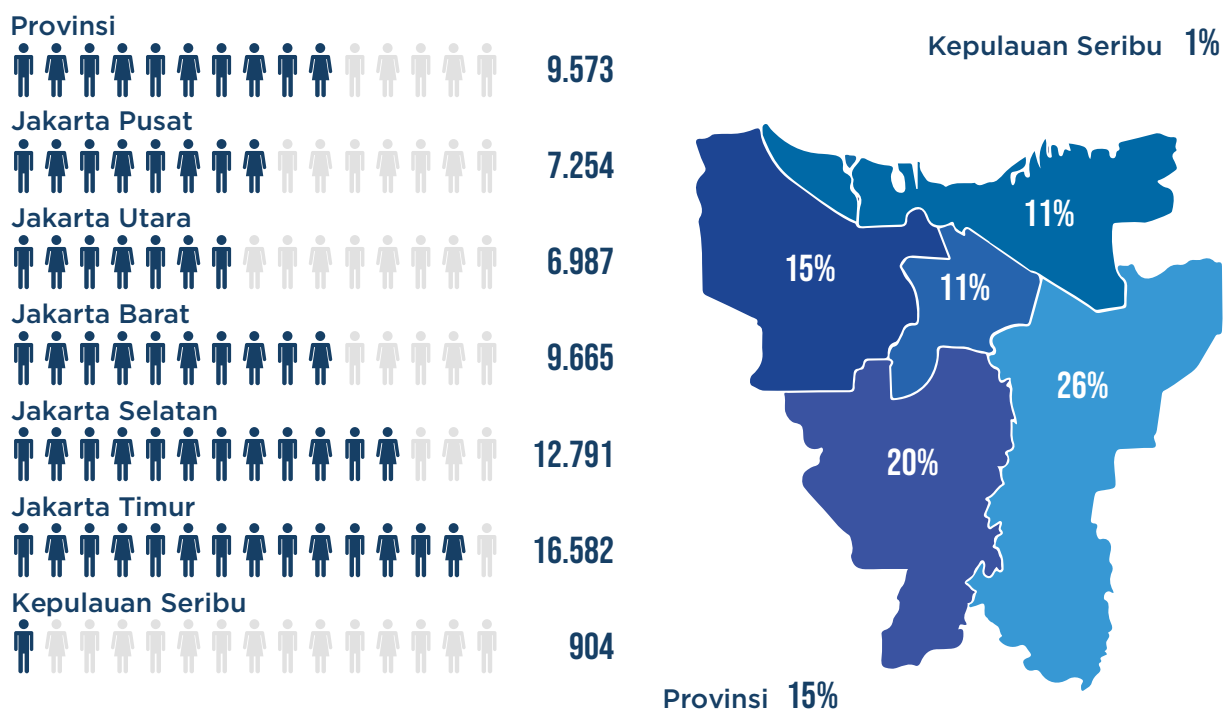 Provinsi
9.573
Jakarta Pusat
7.254
Jakarta Utara
6.987
Jakarta Barat
9.665
Jakarta Selatan
12.791
Jakarta Timur
16.582
Kepulauan Seribu
904
Kepulauan Seribu 1%
11%
15%
11%
26%
20%
Provinsi 15%